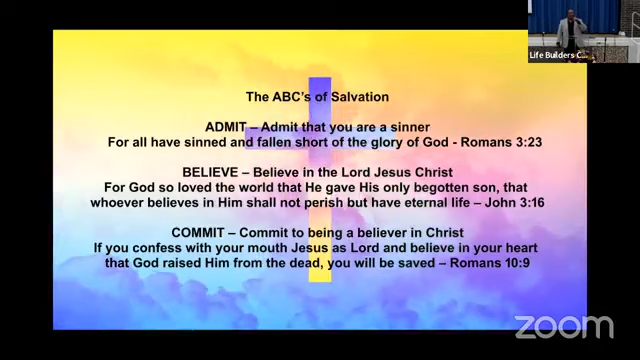 Life Builders C...
The ABC's of Salvation
ADMIT – Admit that you are a sinner
For all have sinned and fallen short of the glory of God - Romans 3:23
BELIEVE – Believe in the Lord Jesus Christ
For God so loved the world that He gave His only begotten son, that
whoever believes in Him shall not perish but have eternal life – John 3:16
COMMIT – Commit to being a believer in Christ
If you confess with your mouth Jesus as Lord and believe in your heart
that God raised Him from the dead, you will be saved – Romans 10:9
zoom